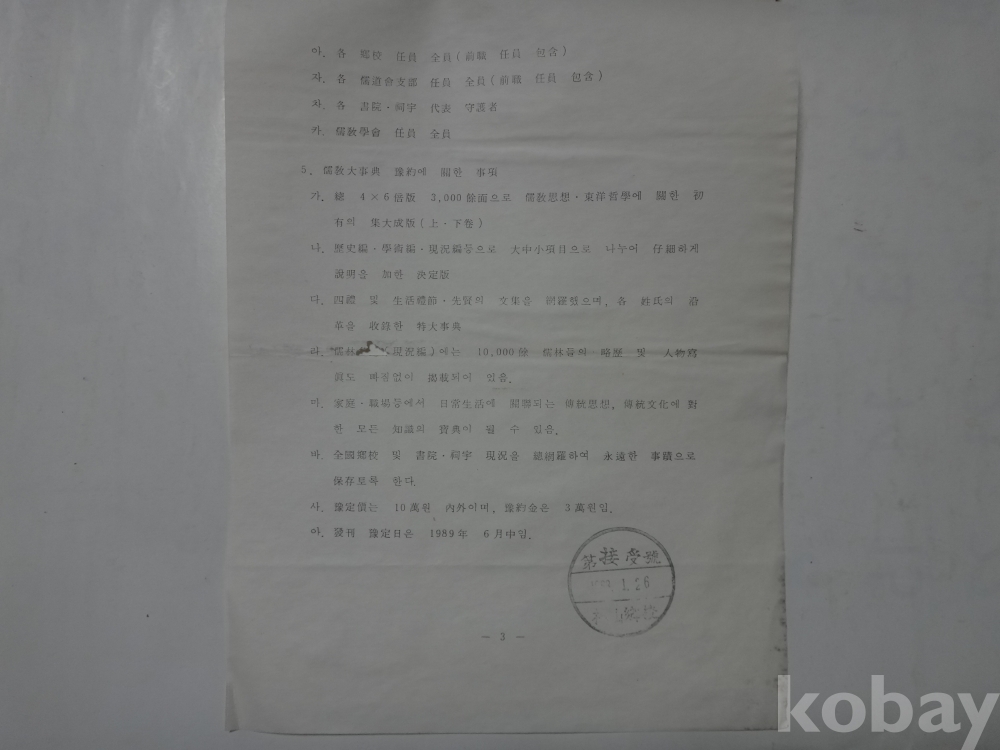 아. 各 鄕校 任員 全員(前職 任員 包含)
자. 各 儒道會支部 任員 全員(前職 任員 包含)
차. 各 書院·祠宇 代表 守護者
카. 儒敎學會 任員 全員
5. 儒敎大事典 豫約에 關한 事項
가. 總 4×6倍版 3,000餘面으로 儒敎思想·東洋哲學에 關한 初
有의 集大成版(上·下卷)
나. 歷史編·學術編·現況編등으로 大中小項目으로 나누어 仔細하게
說明을 加한 決定版
다. 四禮 및 生活禮節·先賢의 文集을 網羅했으며, 各 姓氏의 沿
革을 收錄한 特大事典
라. 儒林 現況編)에는 10,000餘 儒林등의 略歷 및 人物寫
眞도 빠짐없이 揭載되어 있음.
마. 家庭·職場등에서 日常生活에 關聯되는 傳統思想, 傳統文化에 對
한 모든 知識의 寶典이 될 수 있음.
바. 全國鄕校 및 書院·祠宇 現況을 總網羅하여 永遠한 事蹟으로
保存토록 한다.
사. 豫定價는 10萬원 內外이며, 豫約金은 3萬원임.
아. 發刊 豫定日은 1989年 6月中임.
第 接受 號
1. 26
鄕校
— 3 —
kobay